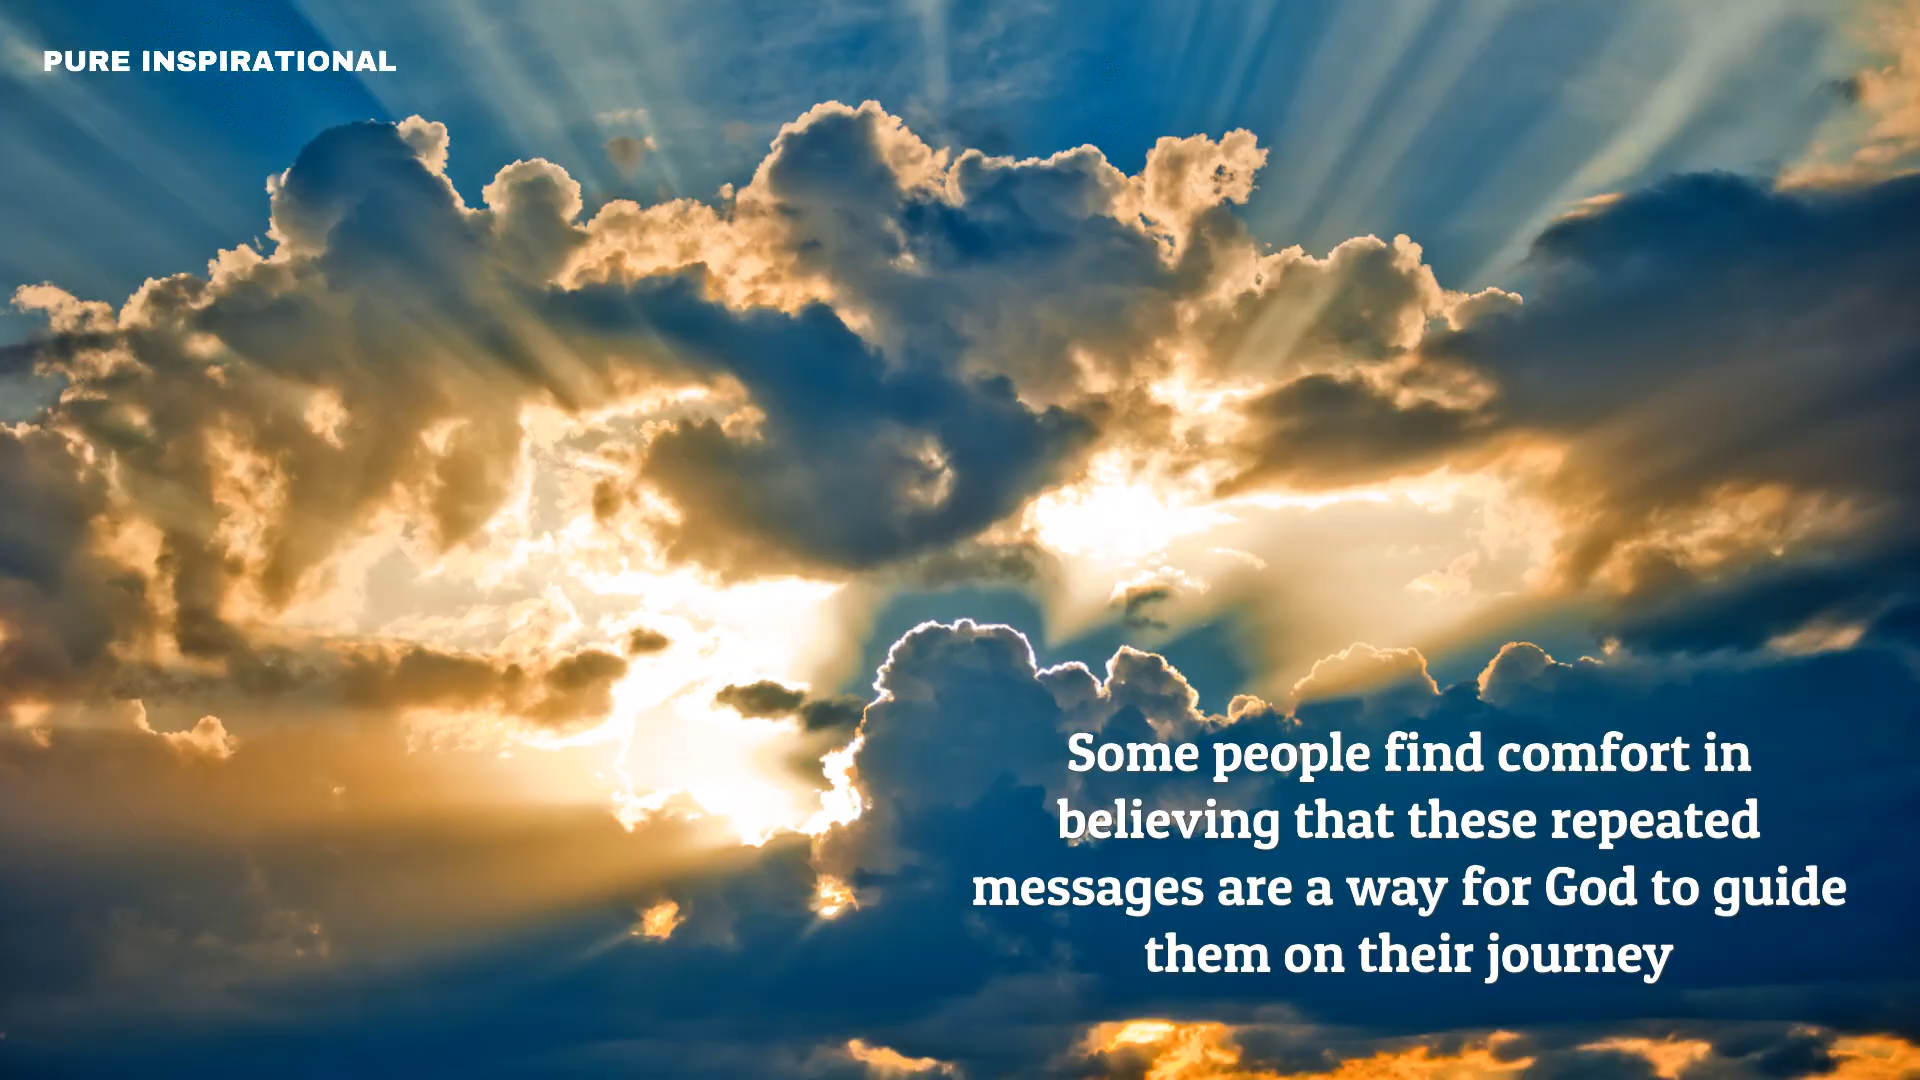 PURE INSPIRATIONAL
Some people find comfort in
believing that these repeated
messages are a way for God to guide
them on their journey